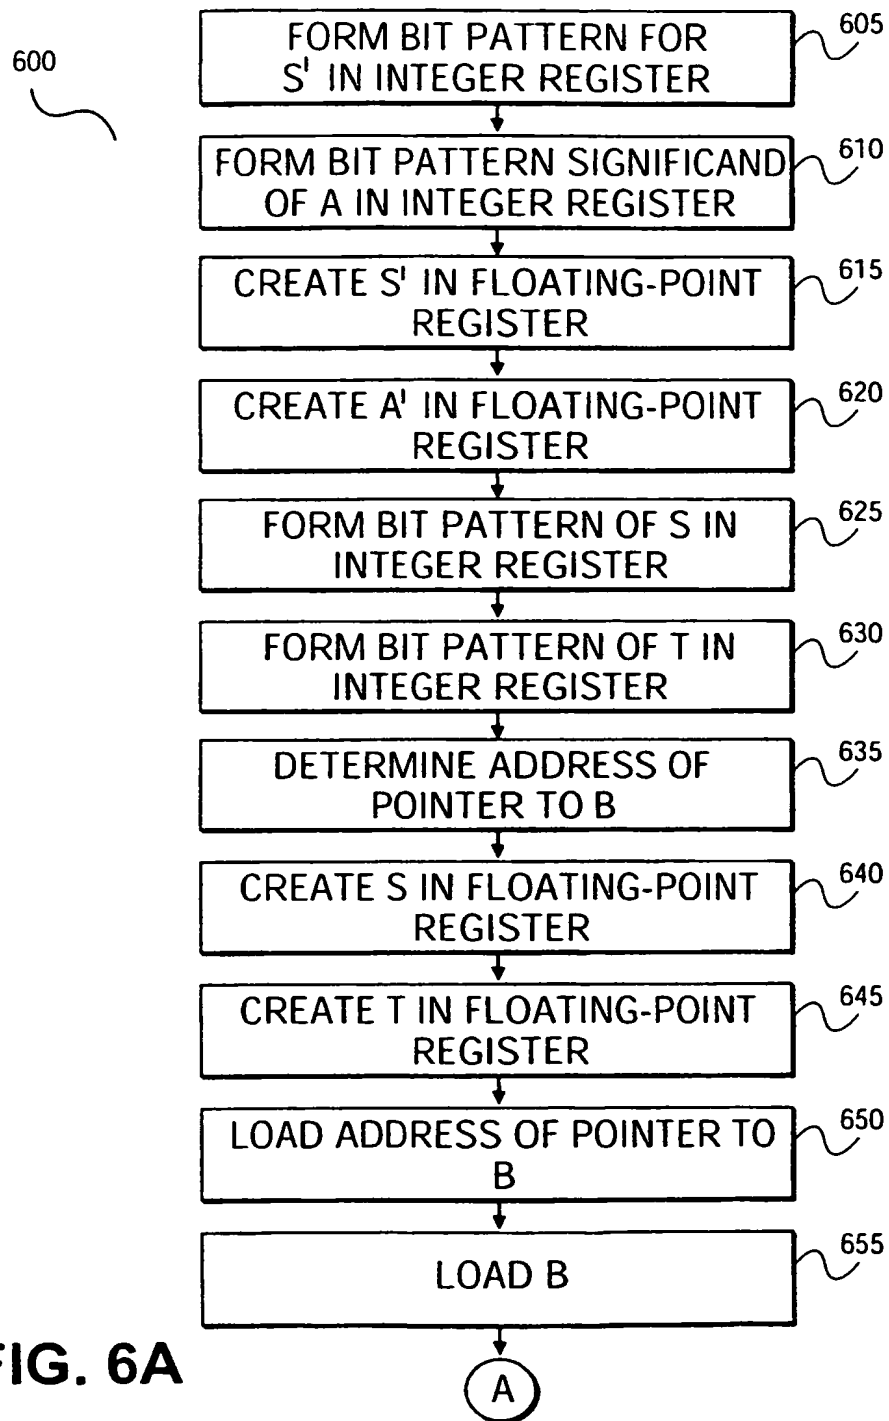 600
FORM BIT PATTERN FOR
S' IN INTEGER REGISTER
605
FORM BIT PATTERN SIGNIFICAND
OF A IN INTEGER REGISTER
610
CREATE S' IN FLOATING-POINT
REGISTER
615
CREATE A' IN FLOATING-POINT
REGISTER
620
FORM BIT PATTERN OF S IN
INTEGER REGISTER
625
FORM BIT PATTERN OF T IN
INTEGER REGISTER
630
DETERMINE ADDRESS OF
POINTER TO B
635
CREATE S IN FLOATING-POINT
REGISTER
640
CREATE T IN FLOATING-POINT
REGISTER
645
LOAD ADDRESS OF POINTER TO
B
650
LOAD B
655
A
FIG. 6A